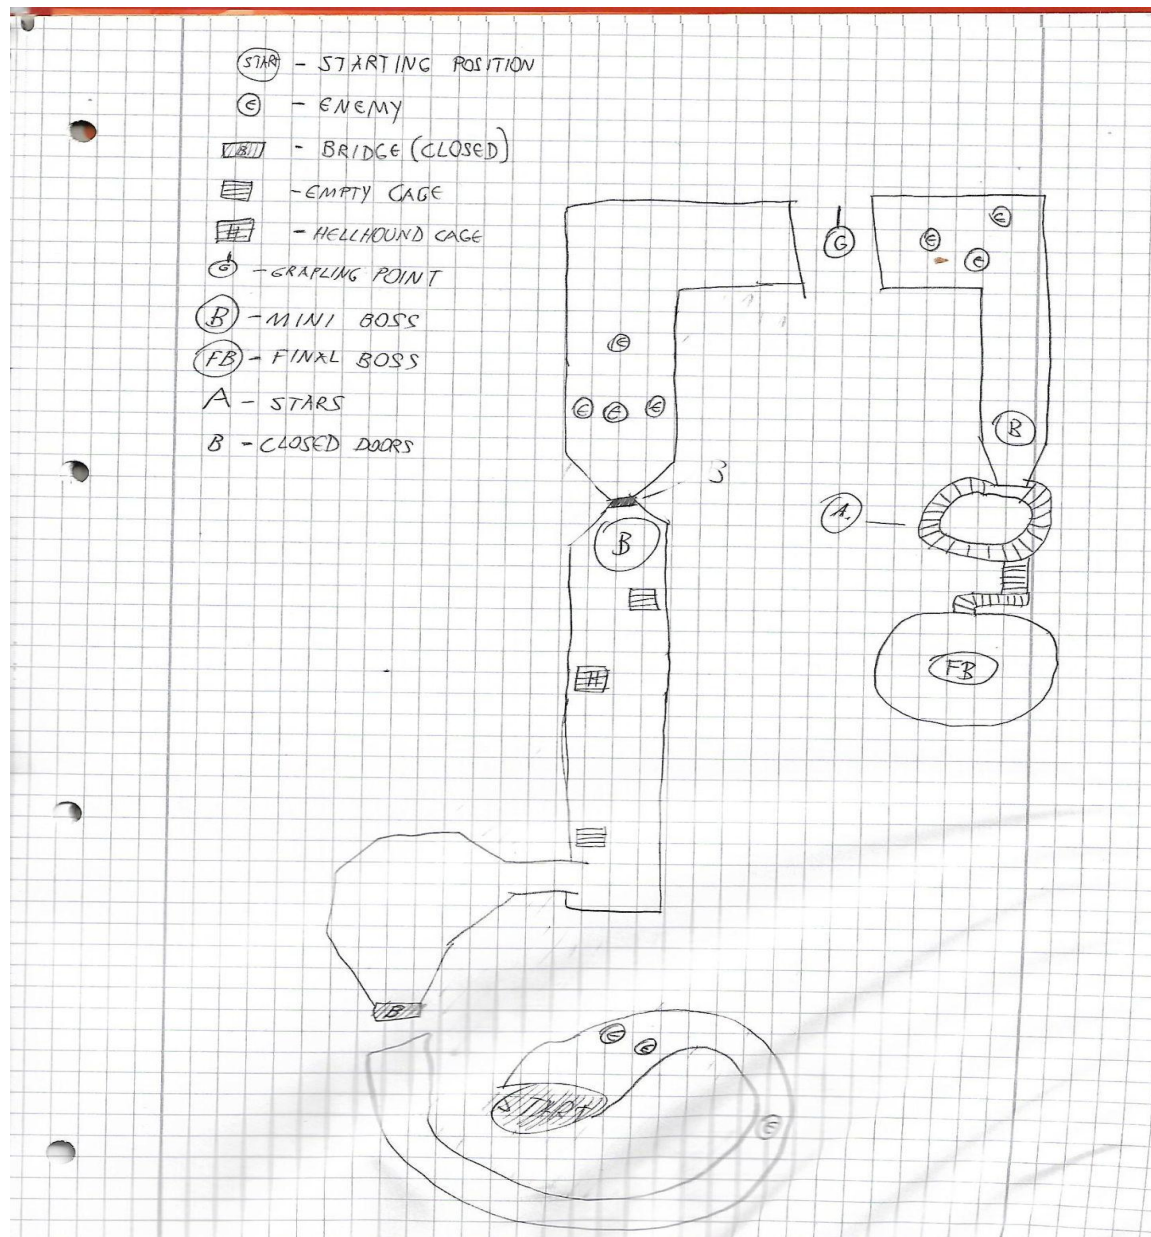 START - STARTING POSITION
E - ENEMY
B - BRIDGE (CLOSED)
- EMPTY CAGE
H - HELLHOUND CAGE
G - GRAPLING POINT
B - MINI BOSS
FB - FINAL BOSS
A - STARS
B - CLOSED DOORS
E
G
E
E
E
E
E E E
B
B
B
A.
H
FB
B
E E
START
E